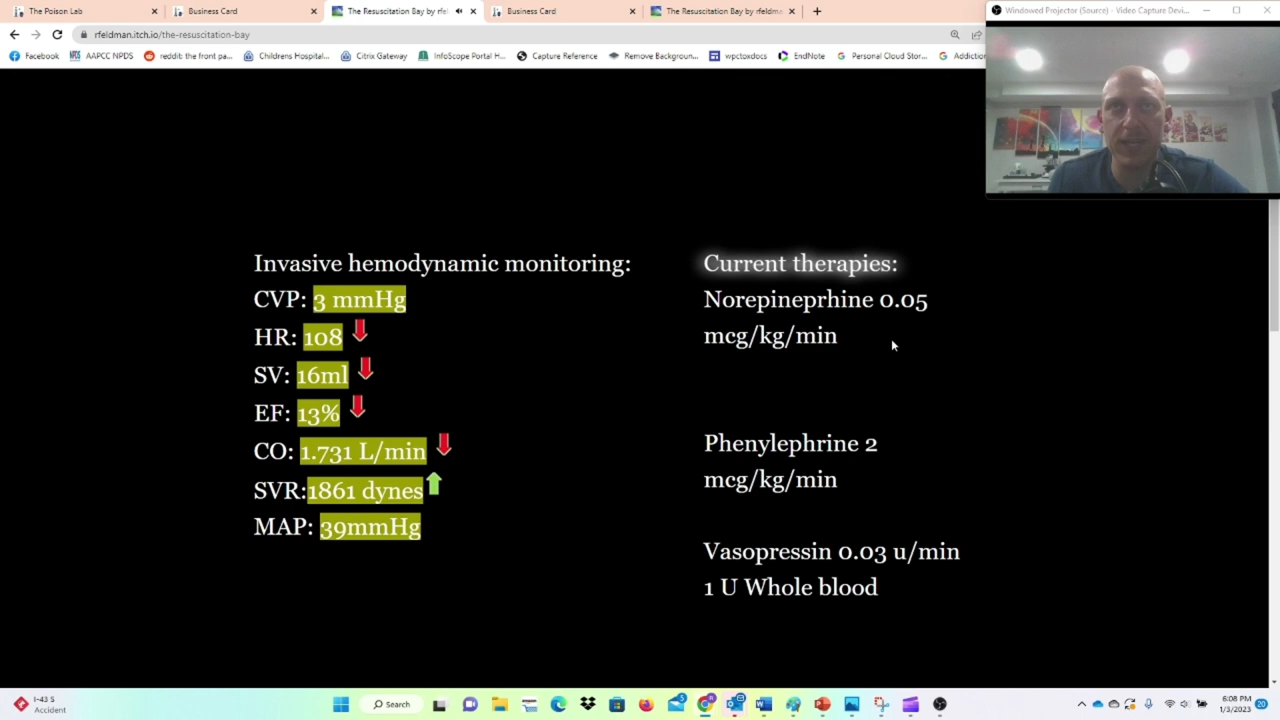 The Poison Lab
Business Card
The Resuscitation Bay by rfel
Business Card
The Resuscitation Bay by rfeldm
Windowed Projector (Source) - Video Capture Devi...
rfeldman.itch.io/the-resuscitation-bay
Facebook
AAPCC NPDS
reddit: the front pa...
Childrens Hospital...
Citrix Gateway
InfoScope Portal H...
Capture Reference
Remove Backgroun...
wpctoxdocs
EndNote
Personal Cloud Stor...
Addiction
Invasive hemodynamic monitoring:
CVP: 3 mmHg
HR: 108
SV: 16ml
EF: 13%
CO: 1.731 L/min
SVR:1861 dynes
MAP: 39mmHg
Current therapies:
Norepineprhine 0.05
mcg/kg/min
Phenylephrine 2
mcg/kg/min
Vasopressin 0.03 u/min
1 U Whole blood
I-43 S
Accident
Search
6:08 PM
1/3/2023
20